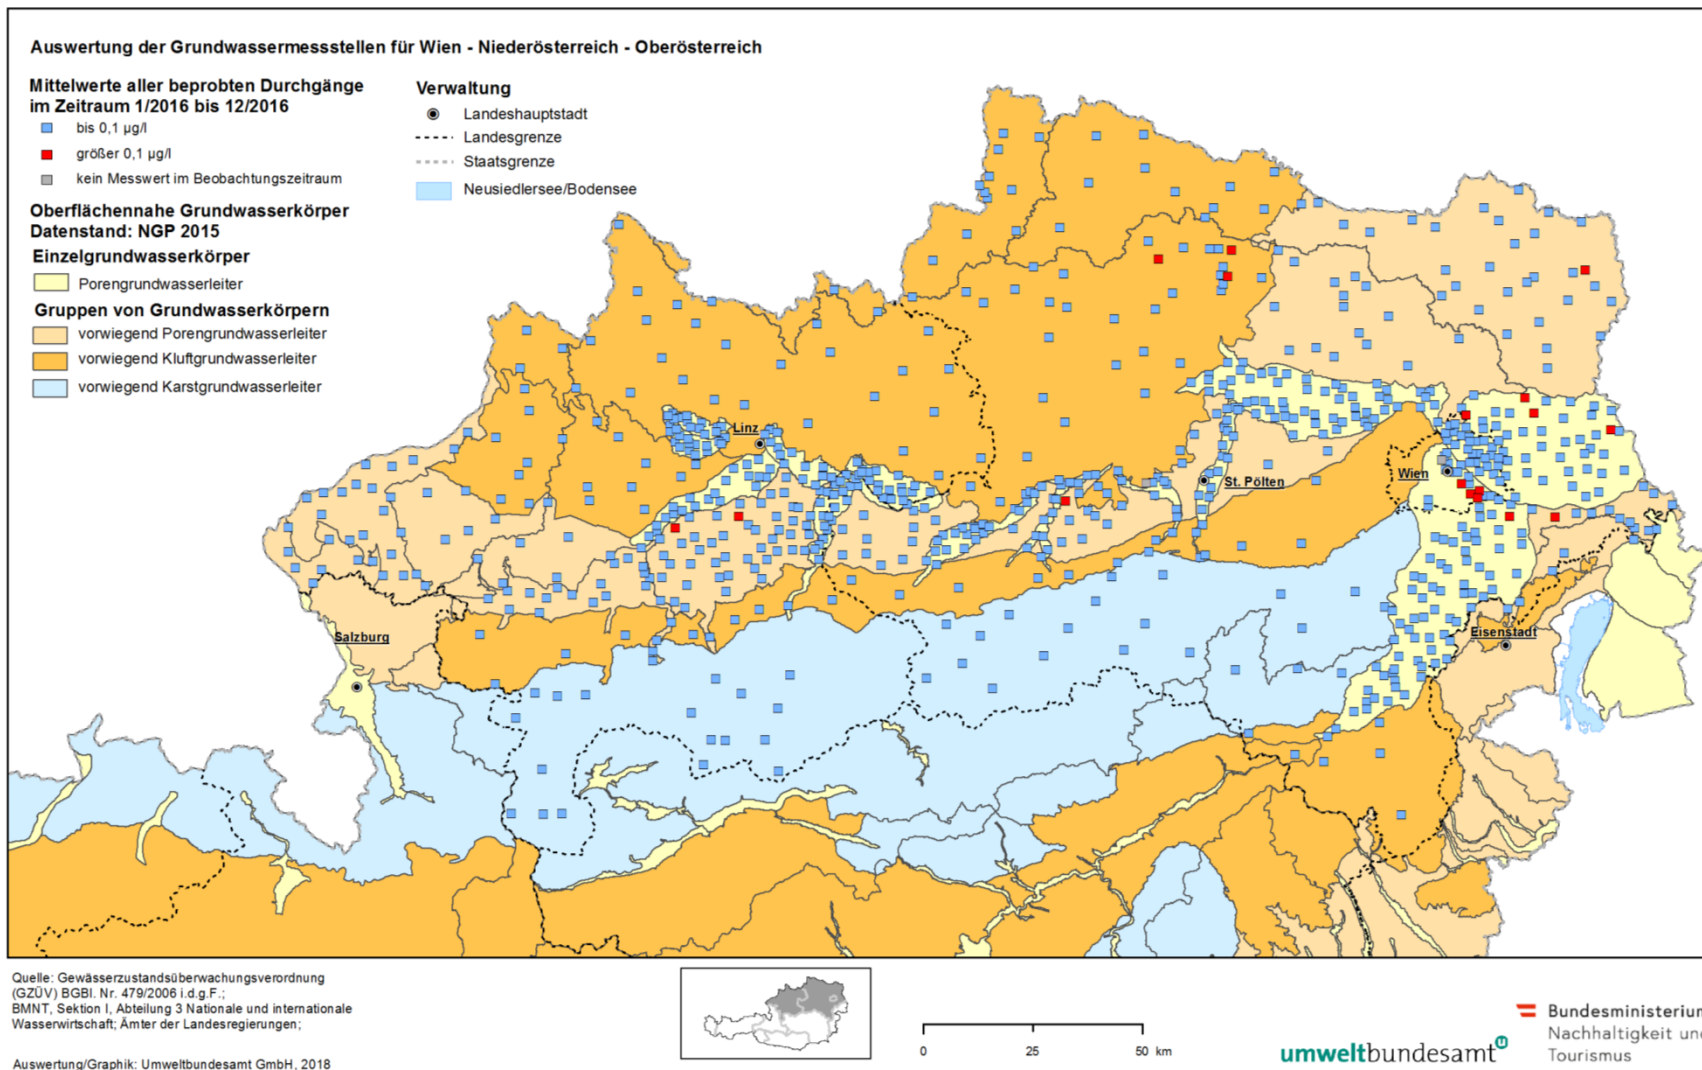 Auswertung der Grundwassermessstellen für Wien - Niederösterreich - Oberösterreich
Mittelwerte aller beprobten Durchgänge
im Zeitraum 1/2016 bis 12/2016
bis 0,1 µg/l
größer 0,1 µg/l
kein Messwert im Beobachtungszeitraum
Oberflächennahe Grundwasserkörper
Datenstand: NGP 2015
Einzelgrundwasserkörper
Porengrundwasserleiter
Gruppen von Grundwasserkörpern
vorwiegend Porengrundwasserleiter
vorwiegend Kluftgrundwasserleiter
vorwiegend Karstgrundwasserleiter
Verwaltung
Landeshauptstadt
Landesgrenze
Staatsgrenze
Neusiedlersee/Bodensee
Linz
Wien
St. Pölten
Salzburg
Eisenstadt
Quelle: Gewässerzustandsüberwachungsverordnung
(GZÜV) BGBl. Nr. 479/2006 i.d.g.F.;
BMNT, Sektion I, Abteilung 3 Nationale und internationale
Wasserwirtschaft; Ämter der Landesregierungen;
Auswertung/Graphik: Umweltbundesamt GmbH, 2018
0 25 50 km
umweltbundesamt
u
Bundesministerium
Nachhaltigkeit und
Tourismus